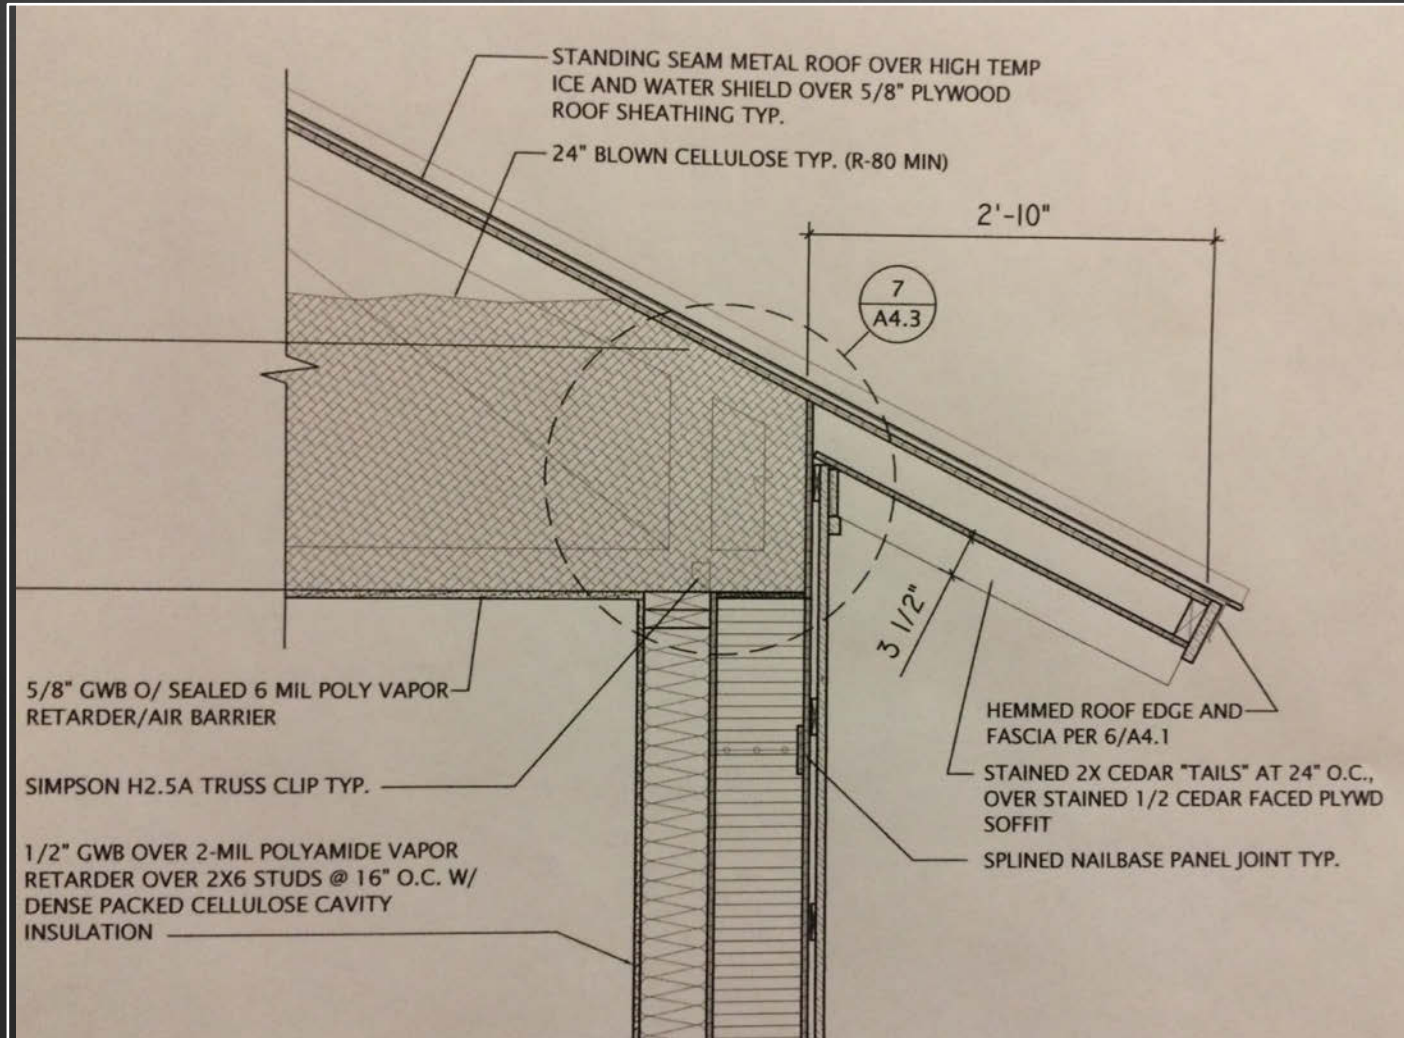 STANDING SEAM METAL ROOF OVER HIGH TEMP
ICE AND WATER SHIELD OVER 5/8" PLYWOOD
ROOF SHEATHING TYP.
24" BLOWN CELLULOSE TYP. (R-80 MIN)
2'-10"
7
A4.3
3 1/2"
5/8" GWB O/ SEALED 6 MIL POLY VAPOR
RETARDER/AIR BARRIER
SIMPSON H2.5A TRUSS CLIP TYP.
1/2" GWB OVER 2-MIL POLYAMIDE VAPOR
RETARDER OVER 2X6 STUDS @ 16" O.C. W/
DENSE PACKED CELLULOSE CAVITY
INSULATION
HEMMED ROOF EDGE AND
FASCIA PER 6/A4.1
STAINED 2X CEDAR "TAILS" AT 24" O.C.,
OVER STAINED 1/2 CEDAR FACED PLYWD
SOFFIT
SPLINED NAILBASE PANEL JOINT TYP.